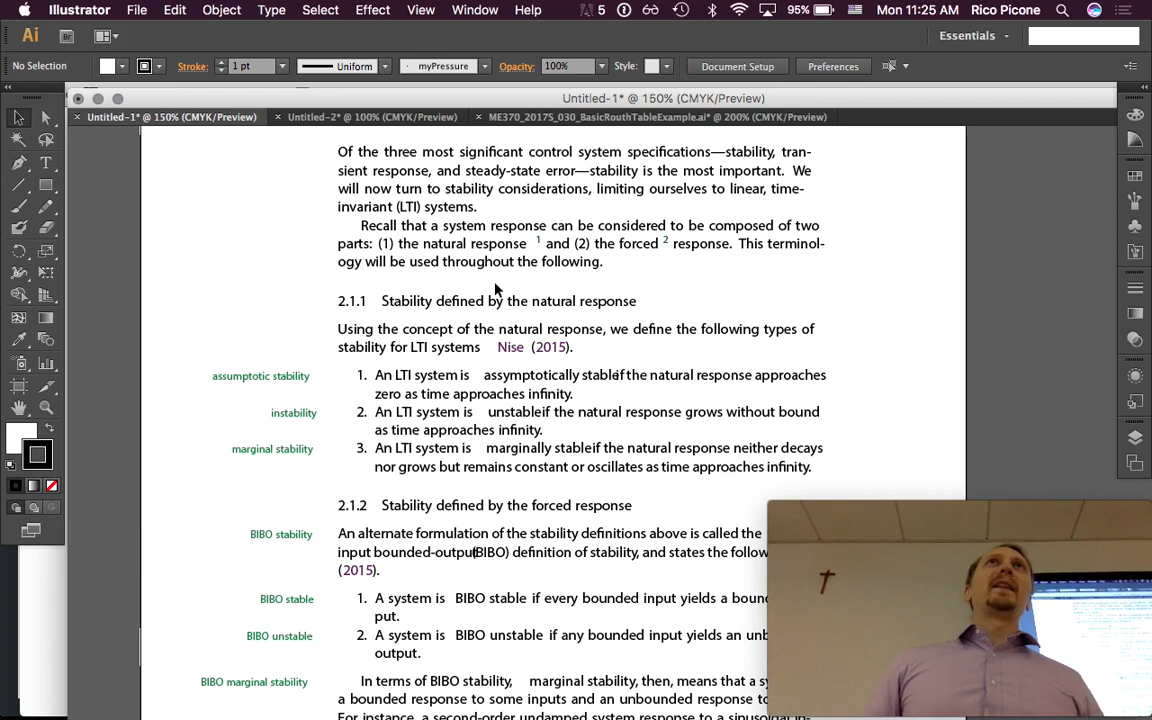 Illustrator File Edit Object Type Select Effect View Window Help 5 95% Mon 11:25 AM Rico Picone
Ai Br Essentials
No Selection Stroke: 1 pt Uniform myPressure Opacity: 100% Style: Document Setup Preferences
Untitled-1* @ 150% (CMYK/Preview)
Untitled-1* @ 150% (CMYK/Preview) Untitled-2* @ 100% (CMYK/Preview) ME370_2017S_030_BasicRouthTableExample.ai* @ 200% (CMYK/Preview)
Of the three most significant control system specifications—stability, tran-
sient response, and steady-state error—stability is the most important. We
will now turn to stability considerations, limiting ourselves to linear, time-
invariant (LTI) systems.
Recall that a system response can be considered to be composed of two
parts: (1) the natural response 1 and (2) the forced 2 response. This terminol-
ogy will be used throughout the following.
2.1.1 Stability defined by the natural response
Using the concept of the natural response, we define the following types of
stability for LTI systems Nise (2015).
assumptotic stability 1. An LTI system is assymptotically stable if the natural response approaches
zero as time approaches infinity.
instability 2. An LTI system is unstable if the natural response grows without bound
as time approaches infinity.
marginal stability 3. An LTI system is marginally stable if the natural response neither decays
nor grows but remains constant or oscillates as time approaches infinity.
2.1.2 Stability defined by the forced response
BIBO stability An alternate formulation of the stability definitions above is called the
input bounded-output (BIBO) definition of stability, and states the follow
(2015).
BIBO stable 1. A system is BIBO stable if every bounded input yields a boun
put.
BIBO unstable 2. A system is BIBO unstable if any bounded input yields an unb
output.
BIBO marginal stability In terms of BIBO stability, marginal stability, then, means that a sy
a bounded response to some inputs and an unbounded response to
For instance, a second-order undamped system response to a sinusoidal in-